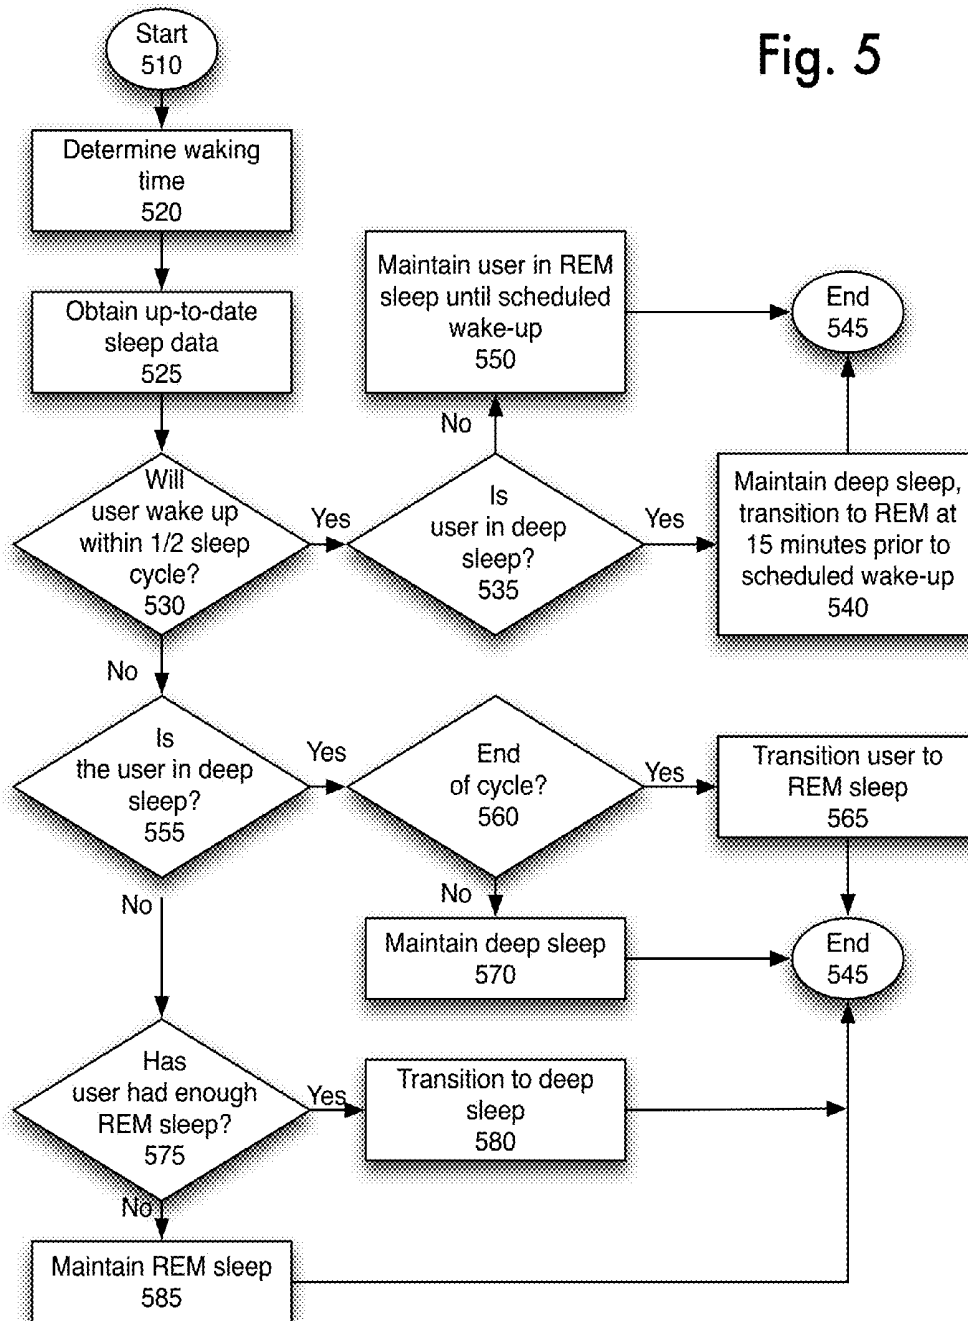 Fig. 5
Start
510
Determine waking
time
520
Obtain up-to-date
sleep data
525
Maintain user in REM
sleep until scheduled
wake-up
550
End
545
No
Will
user wake up
within 1/2 sleep
cycle?
530
Yes
Is
user in deep
sleep?
535
Yes
Maintain deep sleep,
transition to REM at
15 minutes prior to
scheduled wake-up
540
No
Is
the user in deep
sleep?
555
Yes
End
of cycle?
560
Yes
Transition user to
REM sleep
565
No
No
Maintain deep sleep
570
End
545
Has
user had enough
REM sleep?
575
Yes
Transition to deep
sleep
580
No
Maintain REM sleep
585